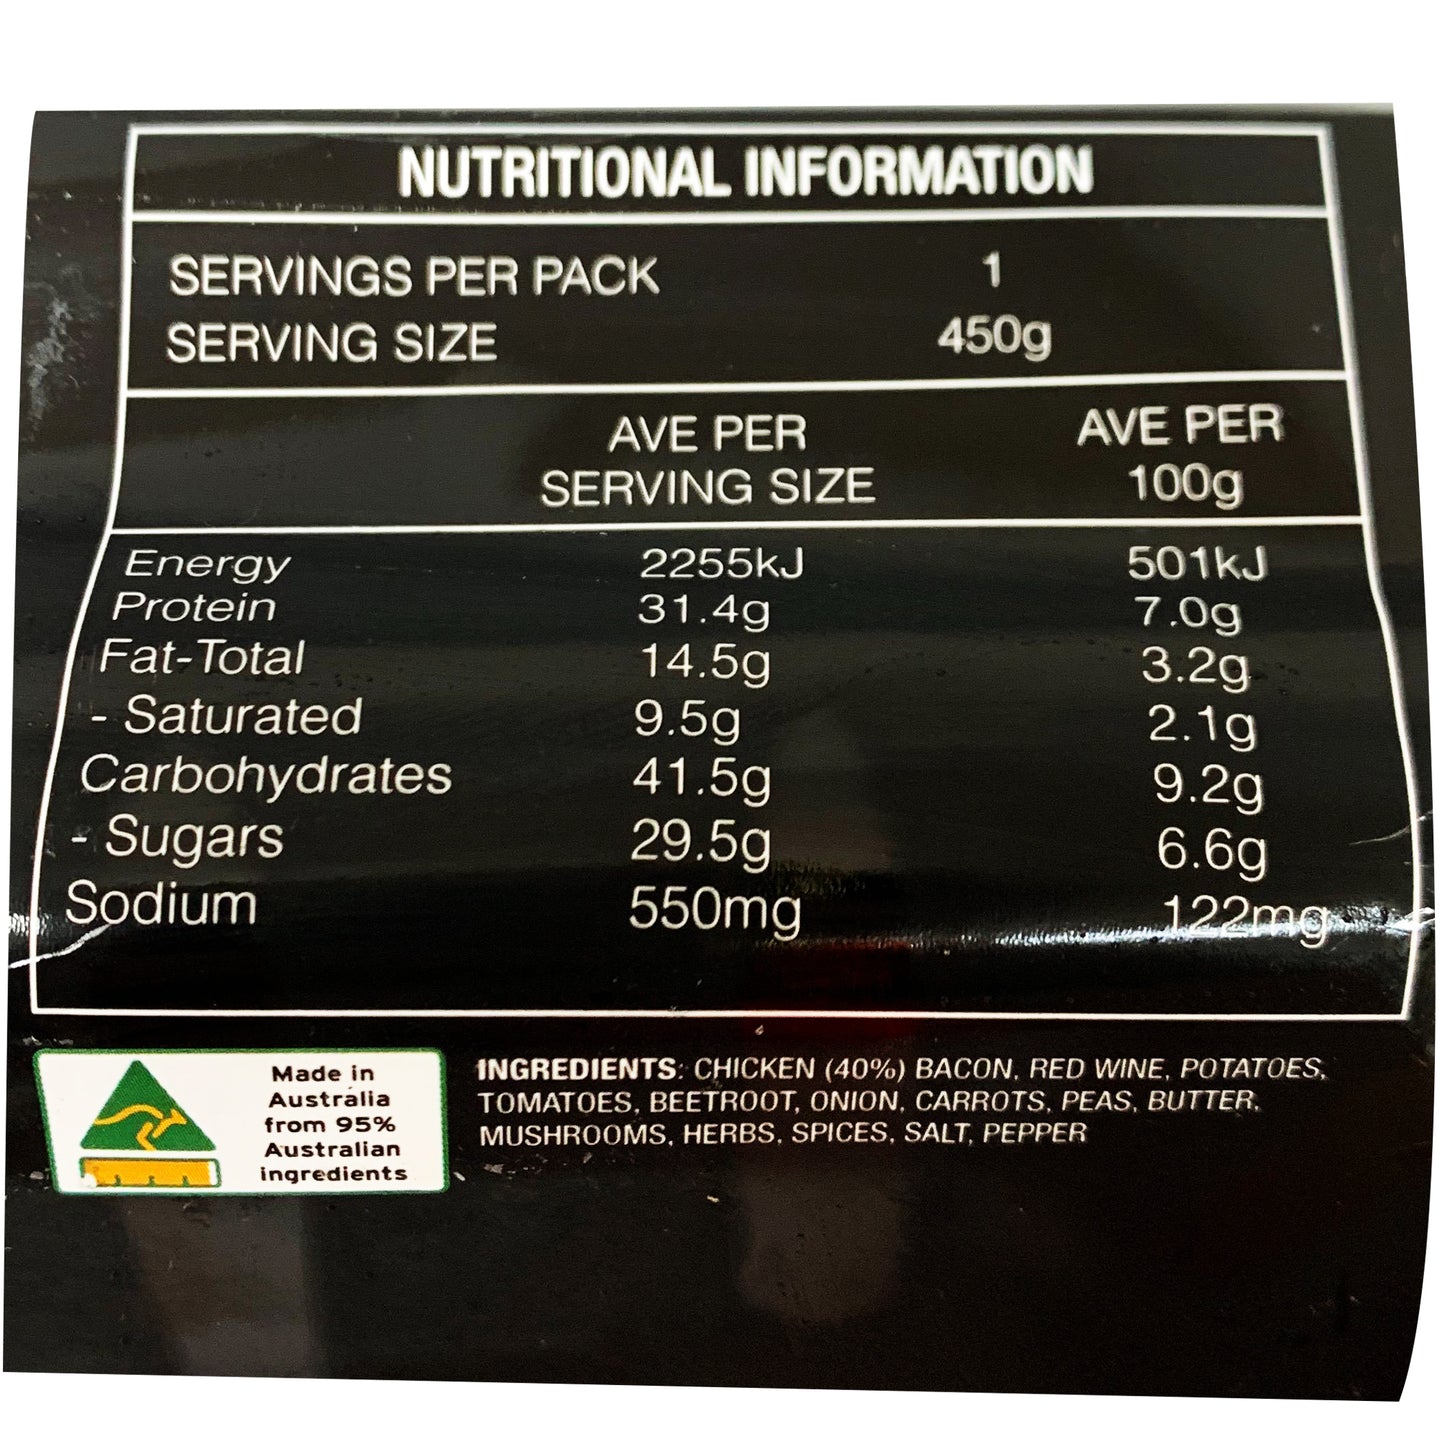 NUTRITIONAL INFORMATION
SERVINGS PER PACK 1
SERVING SIZE 450g
AVE PER AVE PER
SERVING SIZE 100g
Energy 2255kJ 501kJ
Protein 31.4g 7.0g
Fat-Total 14.5g 3.2g
- Saturated 9.5g 2.1g
Carbohydrates 41.5g 9.2g
- Sugars 29.5g 6.6g
Sodium 550mg 122mg
Made in
Australia
from 95%
Australian
ingredients
INGREDIENTS: CHICKEN (40%) BACON, RED WINE, POTATOES,
TOMATOES, BEETROOT, ONION, CARROTS, PEAS, BUTTER,
MUSHROOMS, HERBS, SPICES, SALT, PEPPER